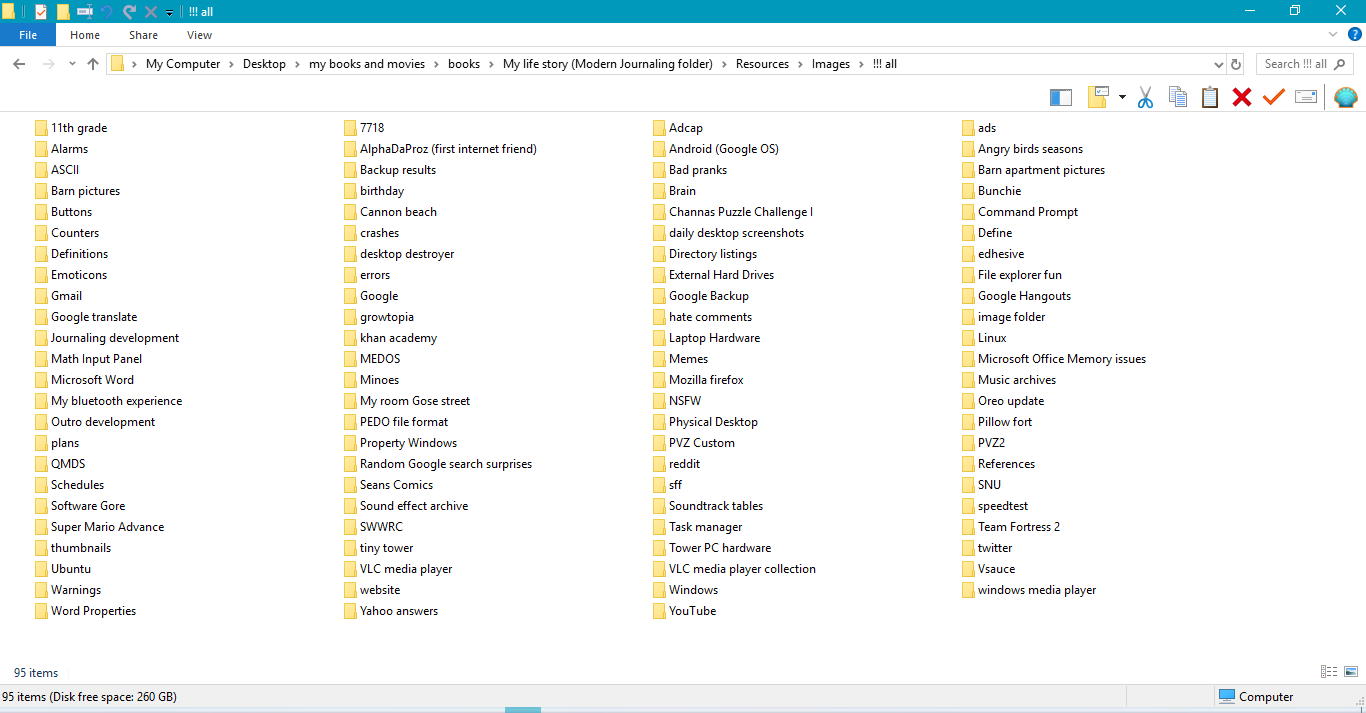 !!! all
File Home Share View
My Computer Desktop my books and movies books My life story (Modern Journaling folder) Resources Images !!! all Search !!! all
11th grade 7718 Adcap ads
Alarms AlphaDaProz (first internet friend) Android (Google OS) Angry birds seasons
ASCII Backup results Bad pranks Barn apartment pictures
Barn pictures birthday Brain Bunchie
Buttons Cannon beach Channas Puzzle Challenge I Command Prompt
Counters crashes daily desktop screenshots Define
Definitions desktop destroyer Directory listings edhesive
Emoticons errors External Hard Drives File explorer fun
Gmail Google Google Backup Google Hangouts
Google translate growtopia hate comments image folder
Journaling development khan academy Laptop Hardware Linux
Math Input Panel MEDOS Memes Microsoft Office Memory issues
Microsoft Word Minoes Mozilla firefox Music archives
My bluetooth experience My room Gose street NSFW Oreo update
Outro development PEDO file format Physical Desktop Pillow fort
plans Property Windows PVZ Custom PVZ2
QMDS Random Google search surprises reddit References
Schedules Seans Comics sff SNU
Software Gore Sound effect archive Soundtrack tables speedtest
Super Mario Advance SWWRC Task manager Team Fortress 2
thumbnails tiny tower Tower PC hardware twitter
Ubuntu VLC media player VLC media player collection Vsauce
Warnings website Windows windows media player
Word Properties Yahoo answers YouTube
95 items
95 items (Disk free space: 260 GB) Computer